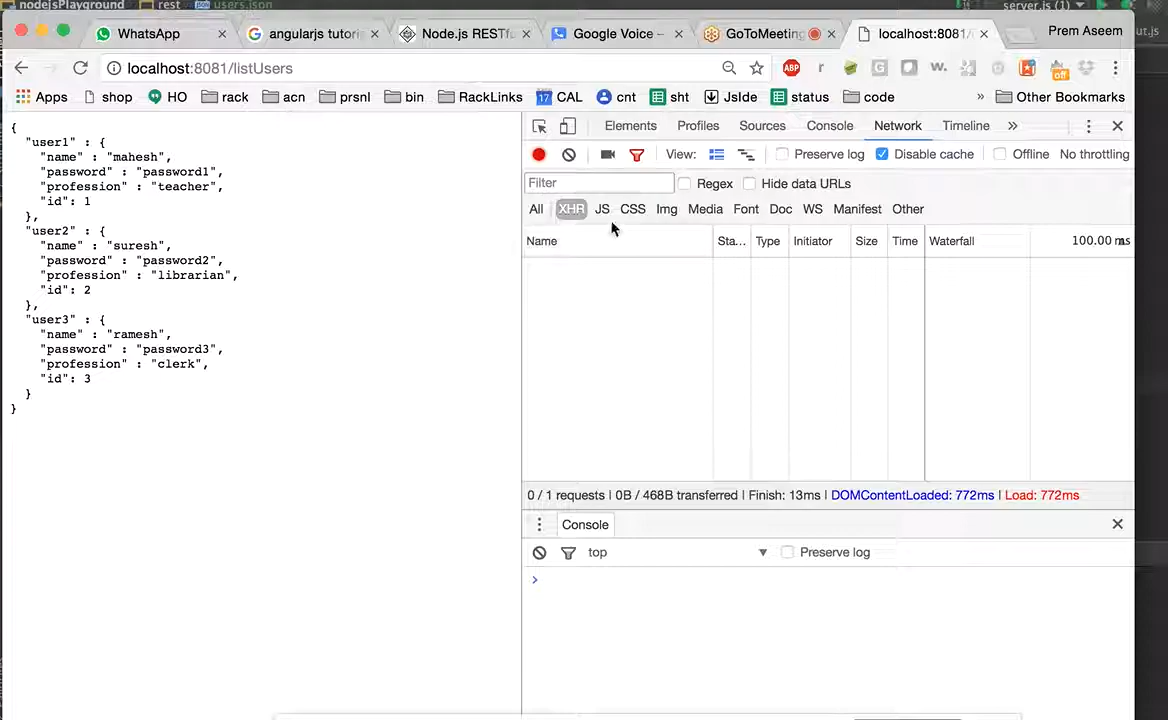 nodejsPlayground rest users.json server.js (1)
WhatsApp angularjs tutori Node.js RESTfu Google Voice - GoToMeeting localhost:8081/ Prem Aseem ut.js
localhost:8081/listUsers ABP r G w. off
Apps shop HO rack acn prsnl bin RackLinks 17 CAL cnt sht JsIde status code » Other Bookmarks
{
"user1" : {
"name" : "mahesh",
"password" : "password1",
"profession" : "teacher",
"id": 1
},
"user2" : {
"name" : "suresh",
"password" : "password2",
"profession" : "librarian",
"id": 2
},
"user3" : {
"name" : "ramesh",
"password" : "password3",
"profession" : "clerk",
"id": 3
}
}
Elements Profiles Sources Console Network Timeline »
View: Preserve log Disable cache Offline No throttling
Filter Regex Hide data URLs
All XHR JS CSS Img Media Font Doc WS Manifest Other
Name Sta... Type Initiator Size Time Waterfall 100.00 ms
0 / 1 requests | 0B / 468B transferred | Finish: 13ms | DOMContentLoaded: 772ms | Load: 772ms
Console
top Preserve log
>